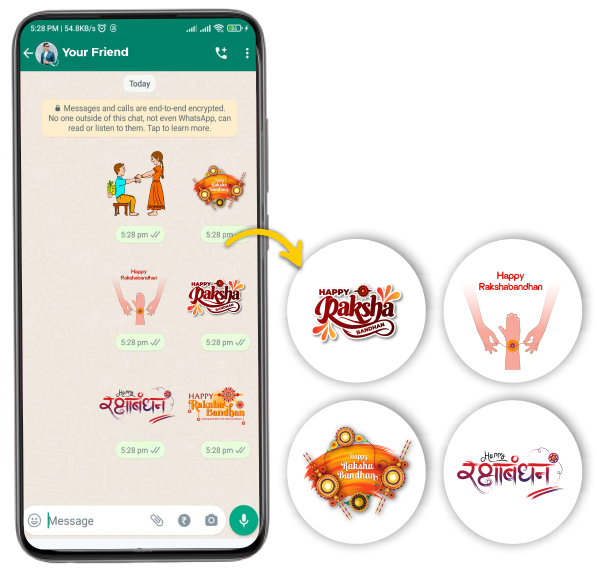 5:28 PM | 54.8KB/s
Your Friend
Today
Messages and calls are end-to-end encrypted.
No one outside of this chat, not even WhatsApp, can
read or listen to them. Tap to learn more.
Happy
Raksha
Bandhan
5:28 pm
5:28 pm
Happy
Rakshabandhan
HAPPY
Raksha
BANDHAN
5:28 pm
5:28 pm
Happy
रक्षाबंधन
HAPPY
Raksha
Bandhan
5:28 pm
5:28 pm
Message
HAPPY
Raksha
BANDHAN
Happy
Rakshabandhan
Happy
Raksha
Bandhan
Happy
रक्षाबंधन